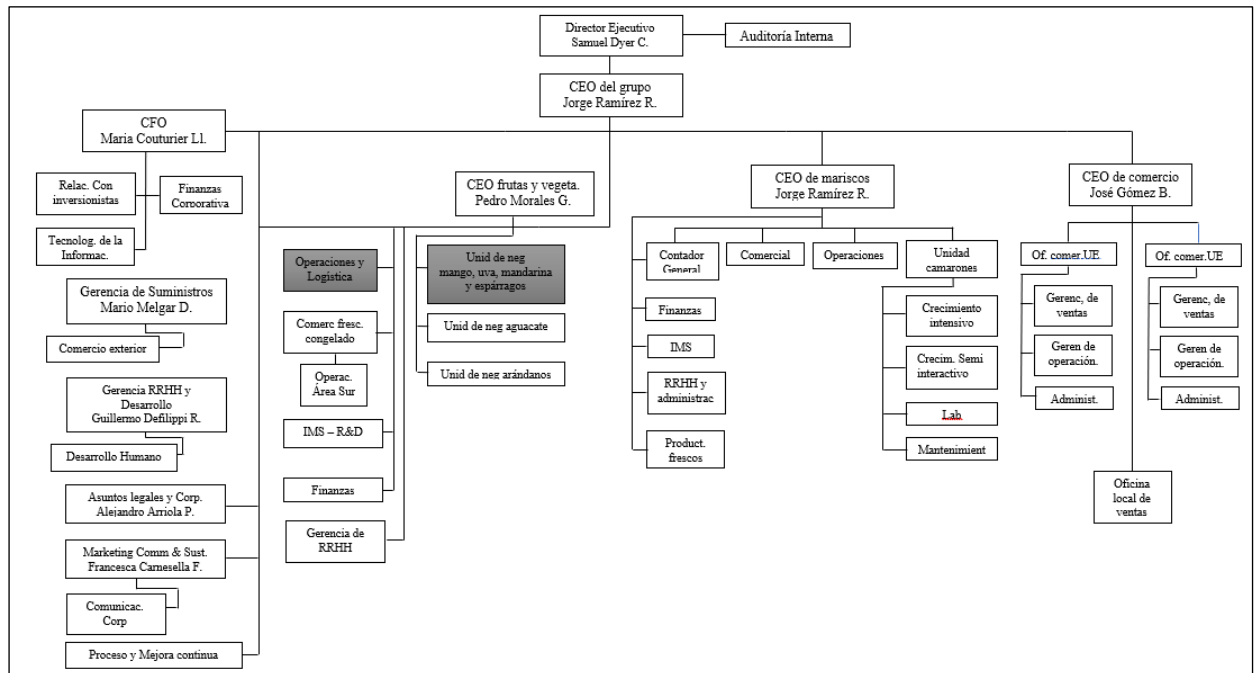 Director Ejecutivo
Samuel Dyer C.
Auditoría Interna
CEO del grupo
Jorge Ramírez R.
CFO
Maria Couturier Ll.
Relac. Con
inversionistas
Finanzas
Corporativa
Tecnolog. de la
Informac.
Gerencia de Suministros
Mario Melgar D.
Comercio exterior
Gerencia RRHH y
Desarrollo
Guillermo Defilippi R.
Desarrollo Humano
Asuntos legales y Corp.
Alejandro Arriola P.
Marketing Comm & Sust.
Francesca Carnesella F.
Comunicac.
Corp
Proceso y Mejora continua
CEO frutas y vegeta.
Pedro Morales G.
Operaciones y
Logística
Comerc fresc.
congelado
Operac.
Área Sur
IMS – R&D
Finanzas
Gerencia de
RRHH
Unid de neg
mango, uva, mandarina
y espárragos
Unid de neg aguacate
Unid de neg arándanos
CEO de mariscos
Jorge Ramírez R.
Contador
General
Comercial
Operaciones
Unidad
camarones
Finanzas
IMS
RRHH y
administrac
Product.
frescos
Crecimiento
intensivo
Crecim. Semi
interactivo
Lab
Mantenimient
CEO de comercio
José Gómez B.
Of. comer.UE
Gerenc, de
ventas
Geren de
operación.
Administ.
Of. comer.UE
Gerenc, de
ventas
Geren de
operación.
Administ.
Oficina
local de
ventas